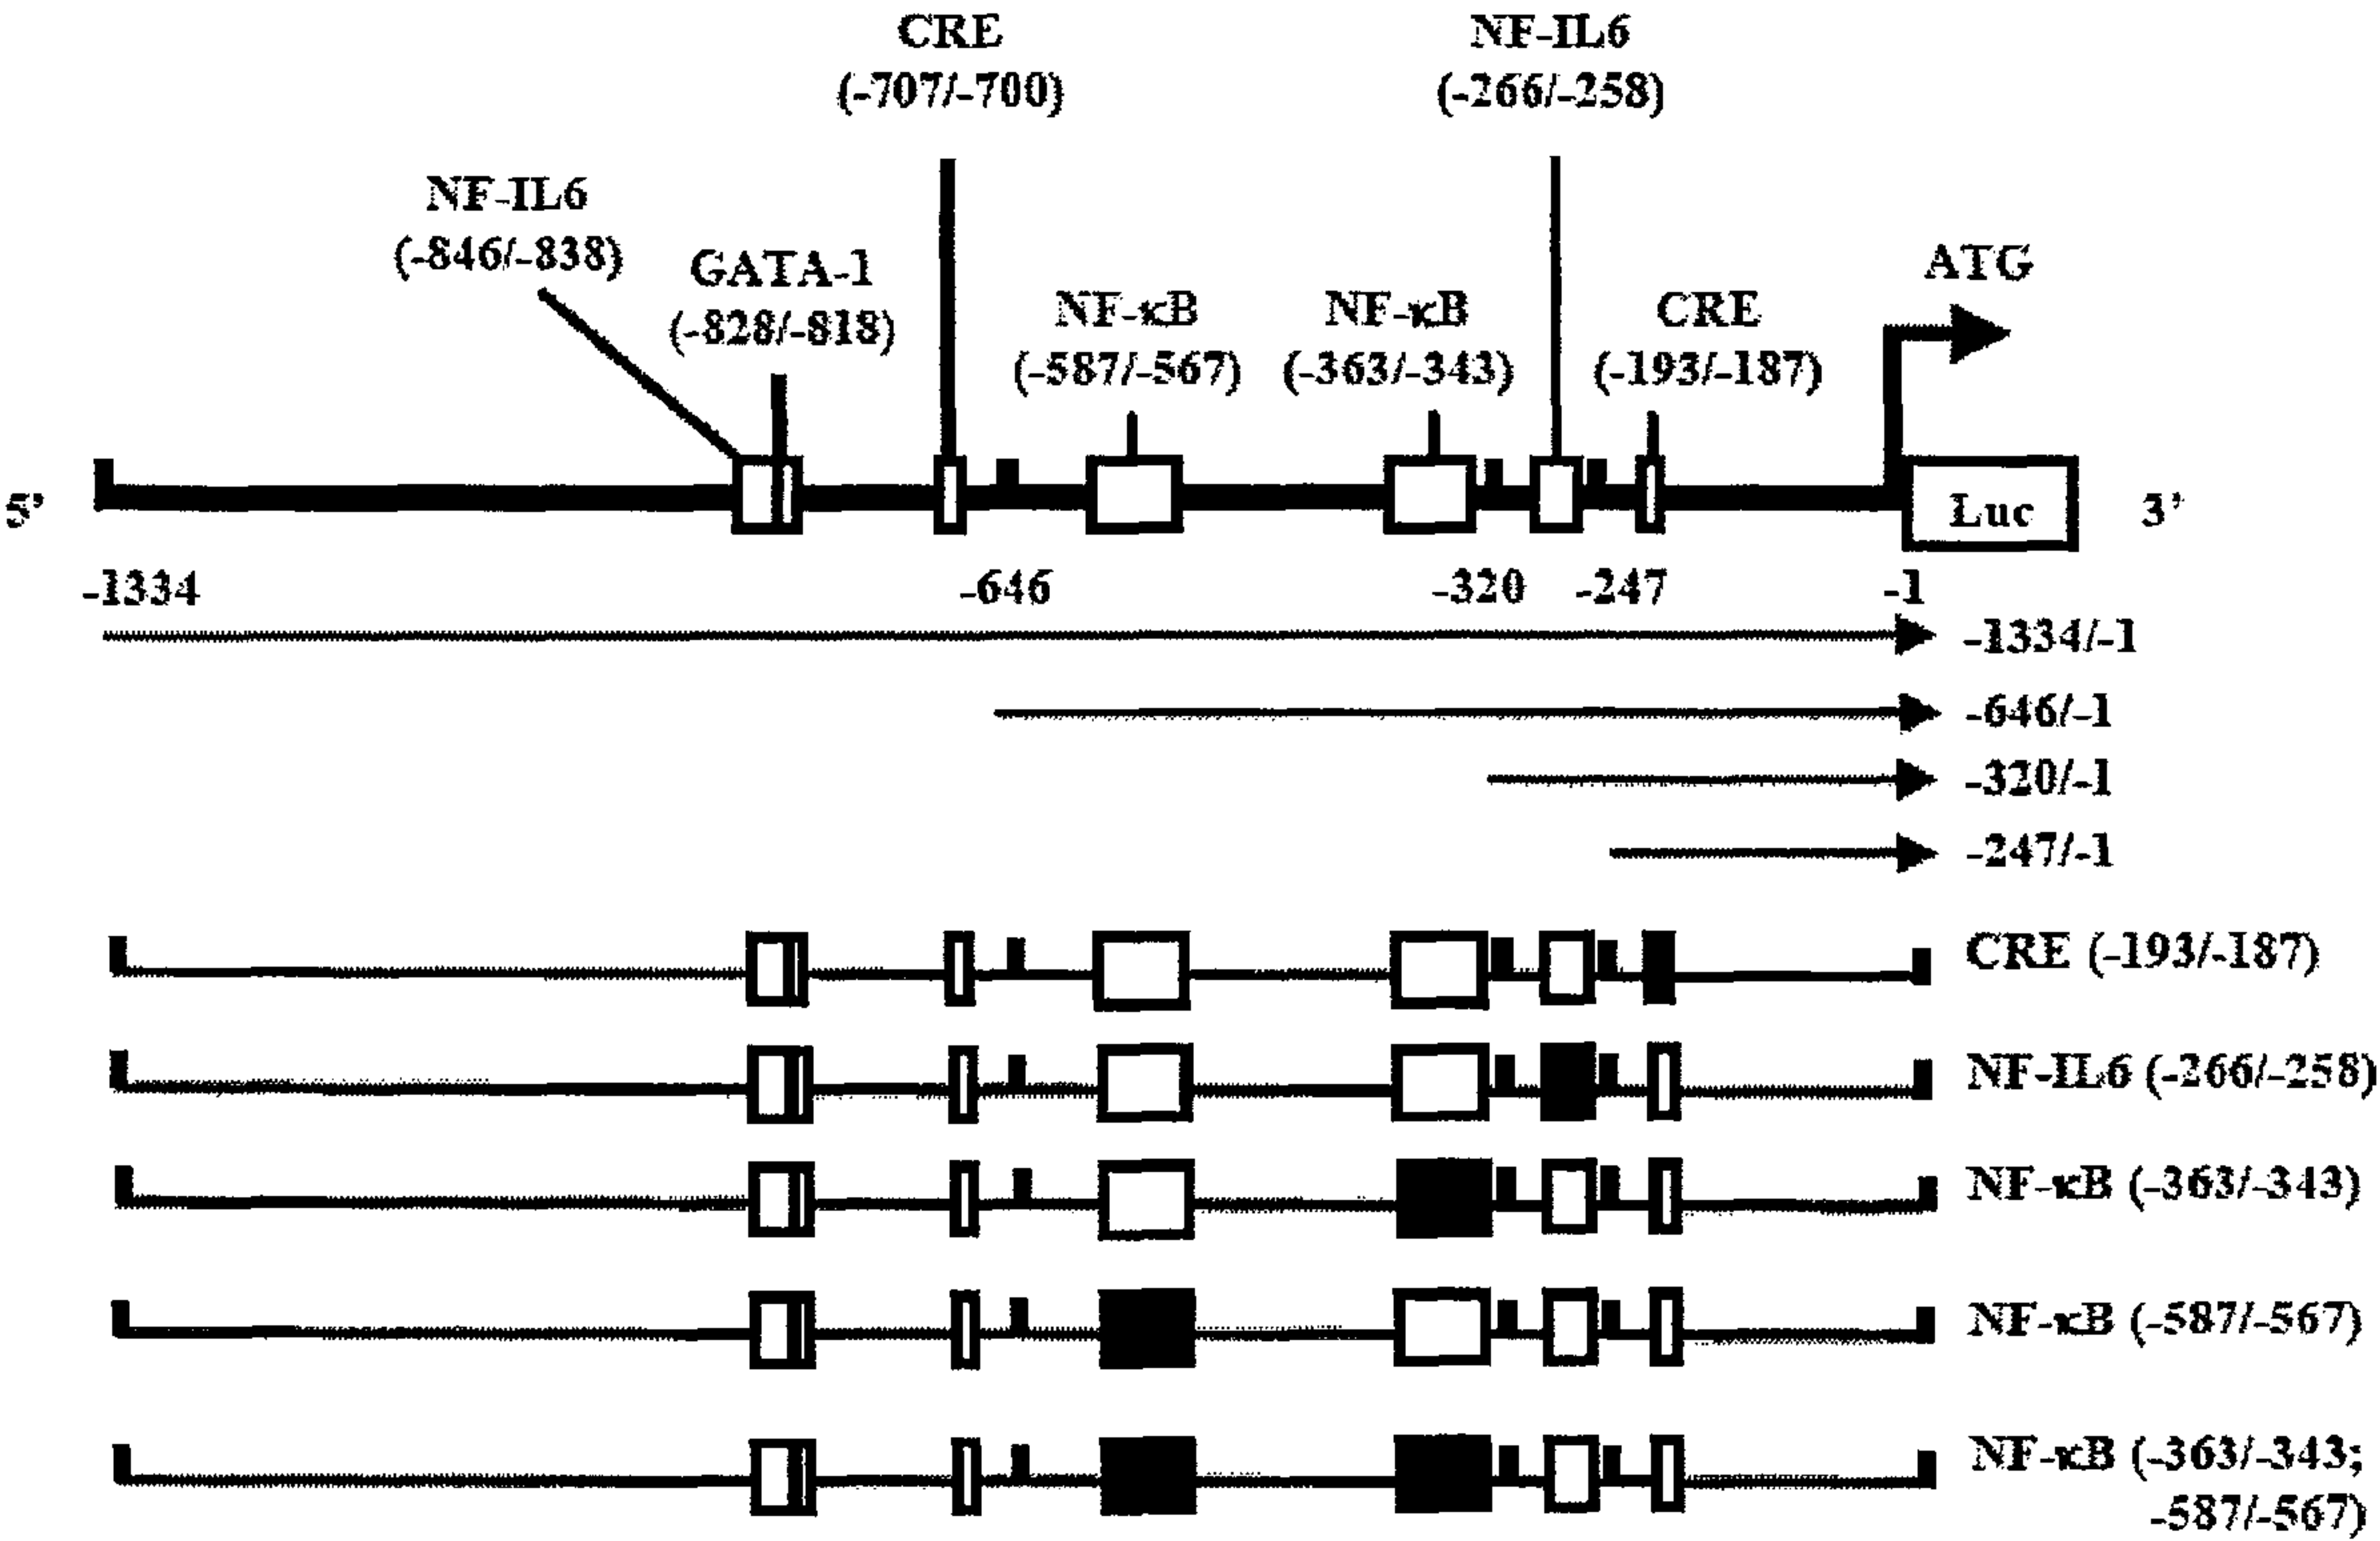 CRE
(-707/-700)
NF-IL6
(-266/-258)
NF-IL6
(-846/-838)
GATA-1
(-828/-818)
NF-κB
(-587/-567)
NF-κB
(-363/-343)
CRE
(-193/-187)
ATG
5'
Luc
3'
-1334
-646
-320
-247
-1
-1334/-1
-646/-1
-320/-1
-247/-1
CRE (-193/-187)
NF-IL6 (-266/-258)
NF-κB (-363/-343)
NF-κB (-587/-567)
NF-κB (-363/-343;
-587/-567)